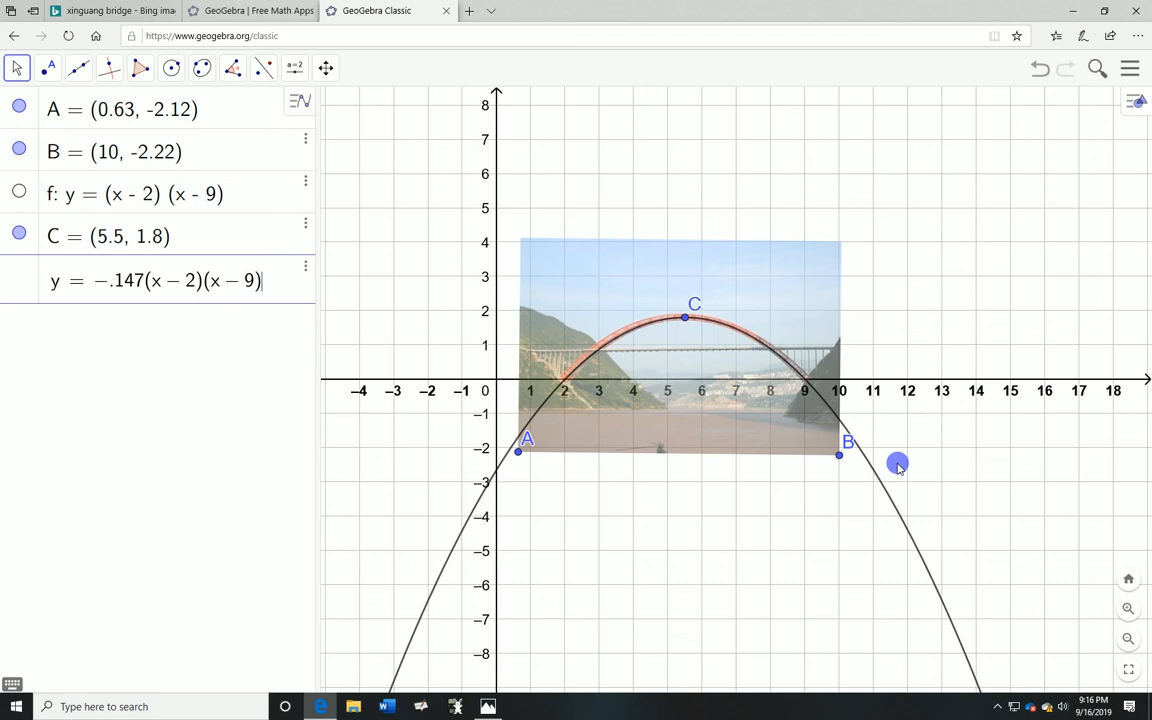 xinguang bridge - Bing ima
GeoGebra | Free Math Apps
GeoGebra Classic
https://www.geogebra.org/classic
a=2
A = (0.63, -2.12)
B = (10, -2.22)
f: y = (x - 2) (x - 9)
C = (5.5, 1.8)
y = −.147(x − 2)(x − 9)
8
7
6
5
4
3
2
1
−4 −3 −2 −1 0 1 2 3 4 5 6 7 8 9 10 11 12 13 14 15 16 17 18
−1
−2
−3
−4
−5
−6
−7
−8
C
A
B
Type here to search
9:16 PM
9/16/2019